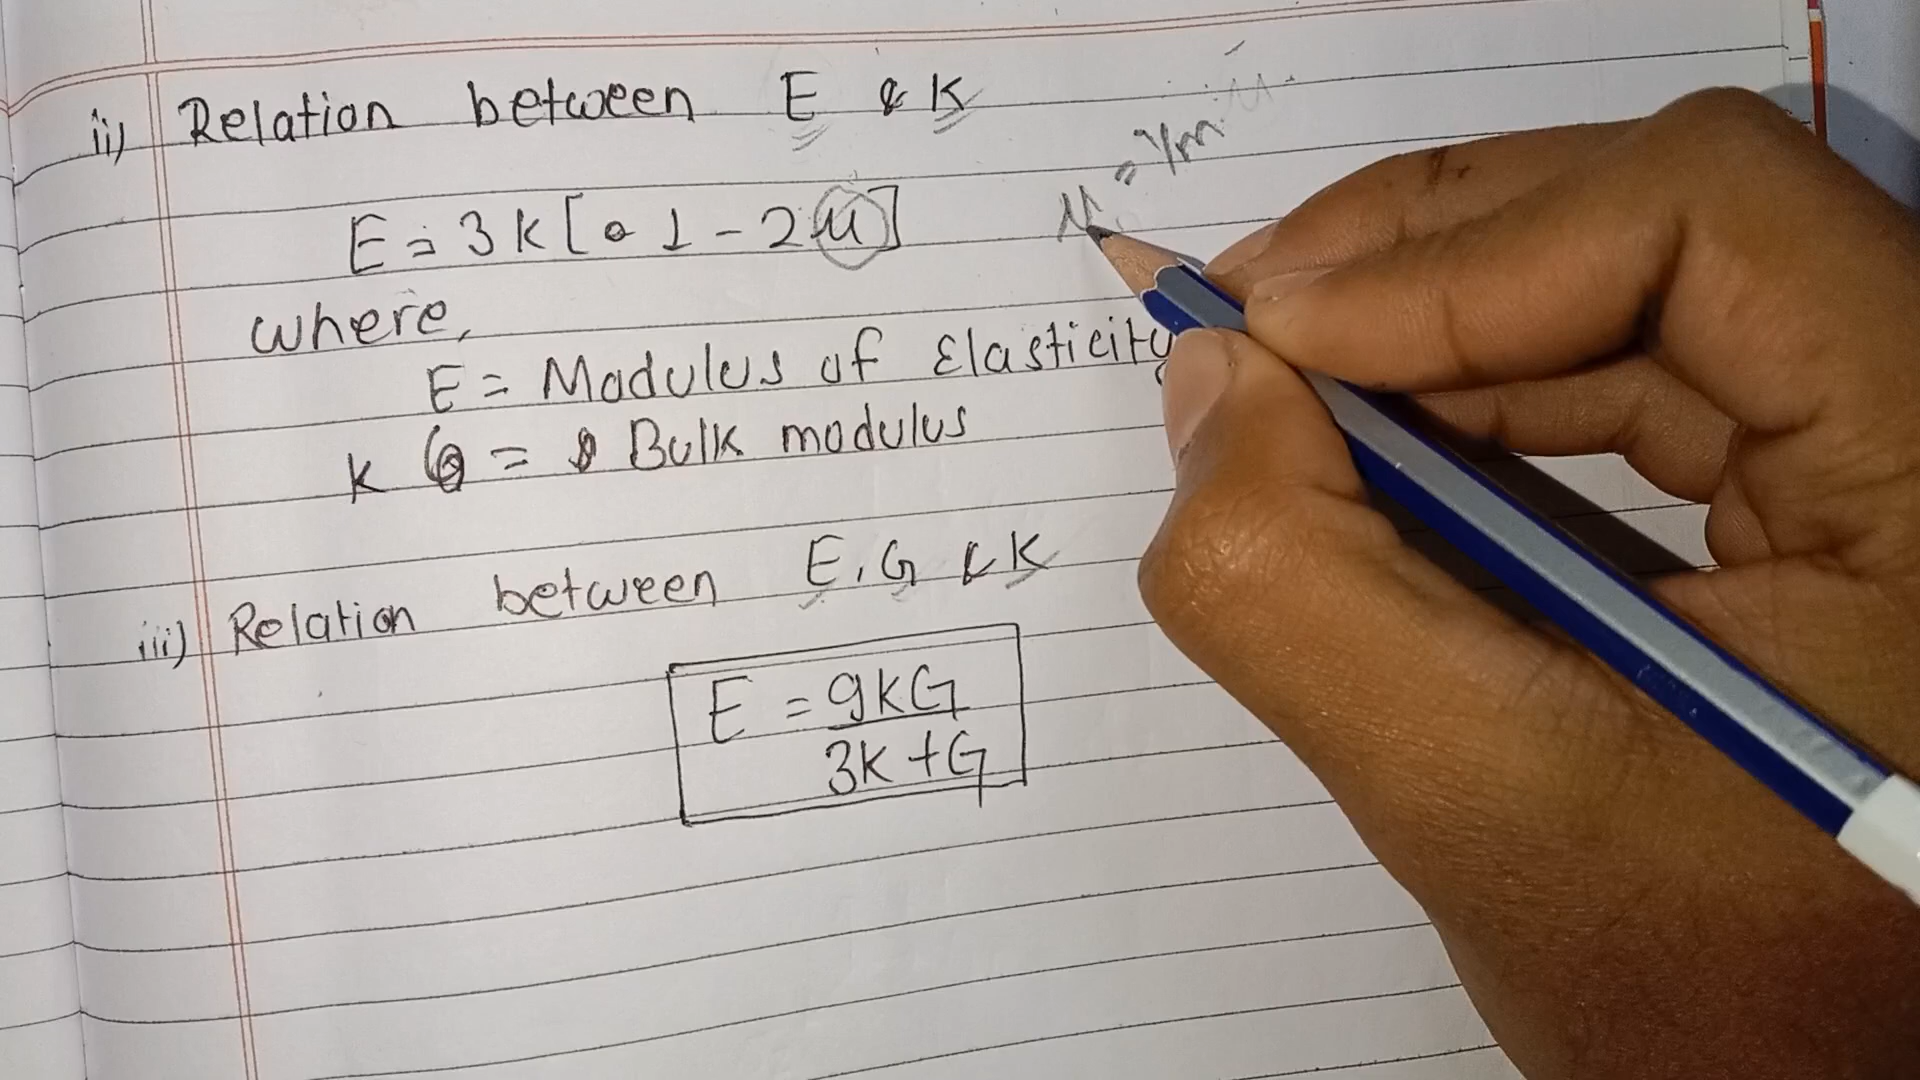 ii) Relation between E & K
μ = 1/m
E = 3K[1 - 2μ]
where,
E = Modulus of Elasticity
K = Bulk modulus
iii) Relation between E, G & K
E = 9KG
3K + G